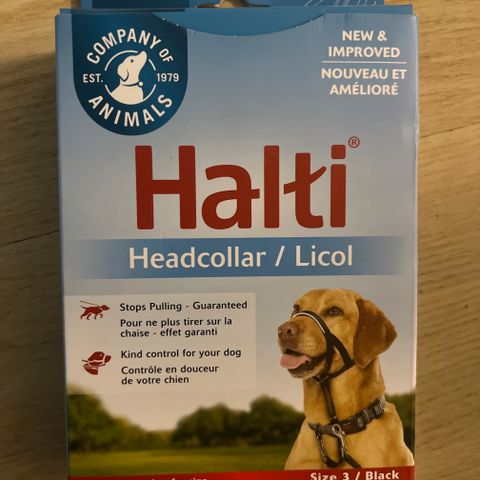 COMPANY OF
EST. 1979
ANIMALS
NEW &
IMPROVED
NOUVEAU ET
AMÉLIORÉ
Halti®
Headcollar / Licol
Stops Pulling - Guaranteed
Pour ne plus tirer sur la
chaise - effet garanti
Kind control for your dog
Contrôle en douceur
de votre chien
Size 3 / Black